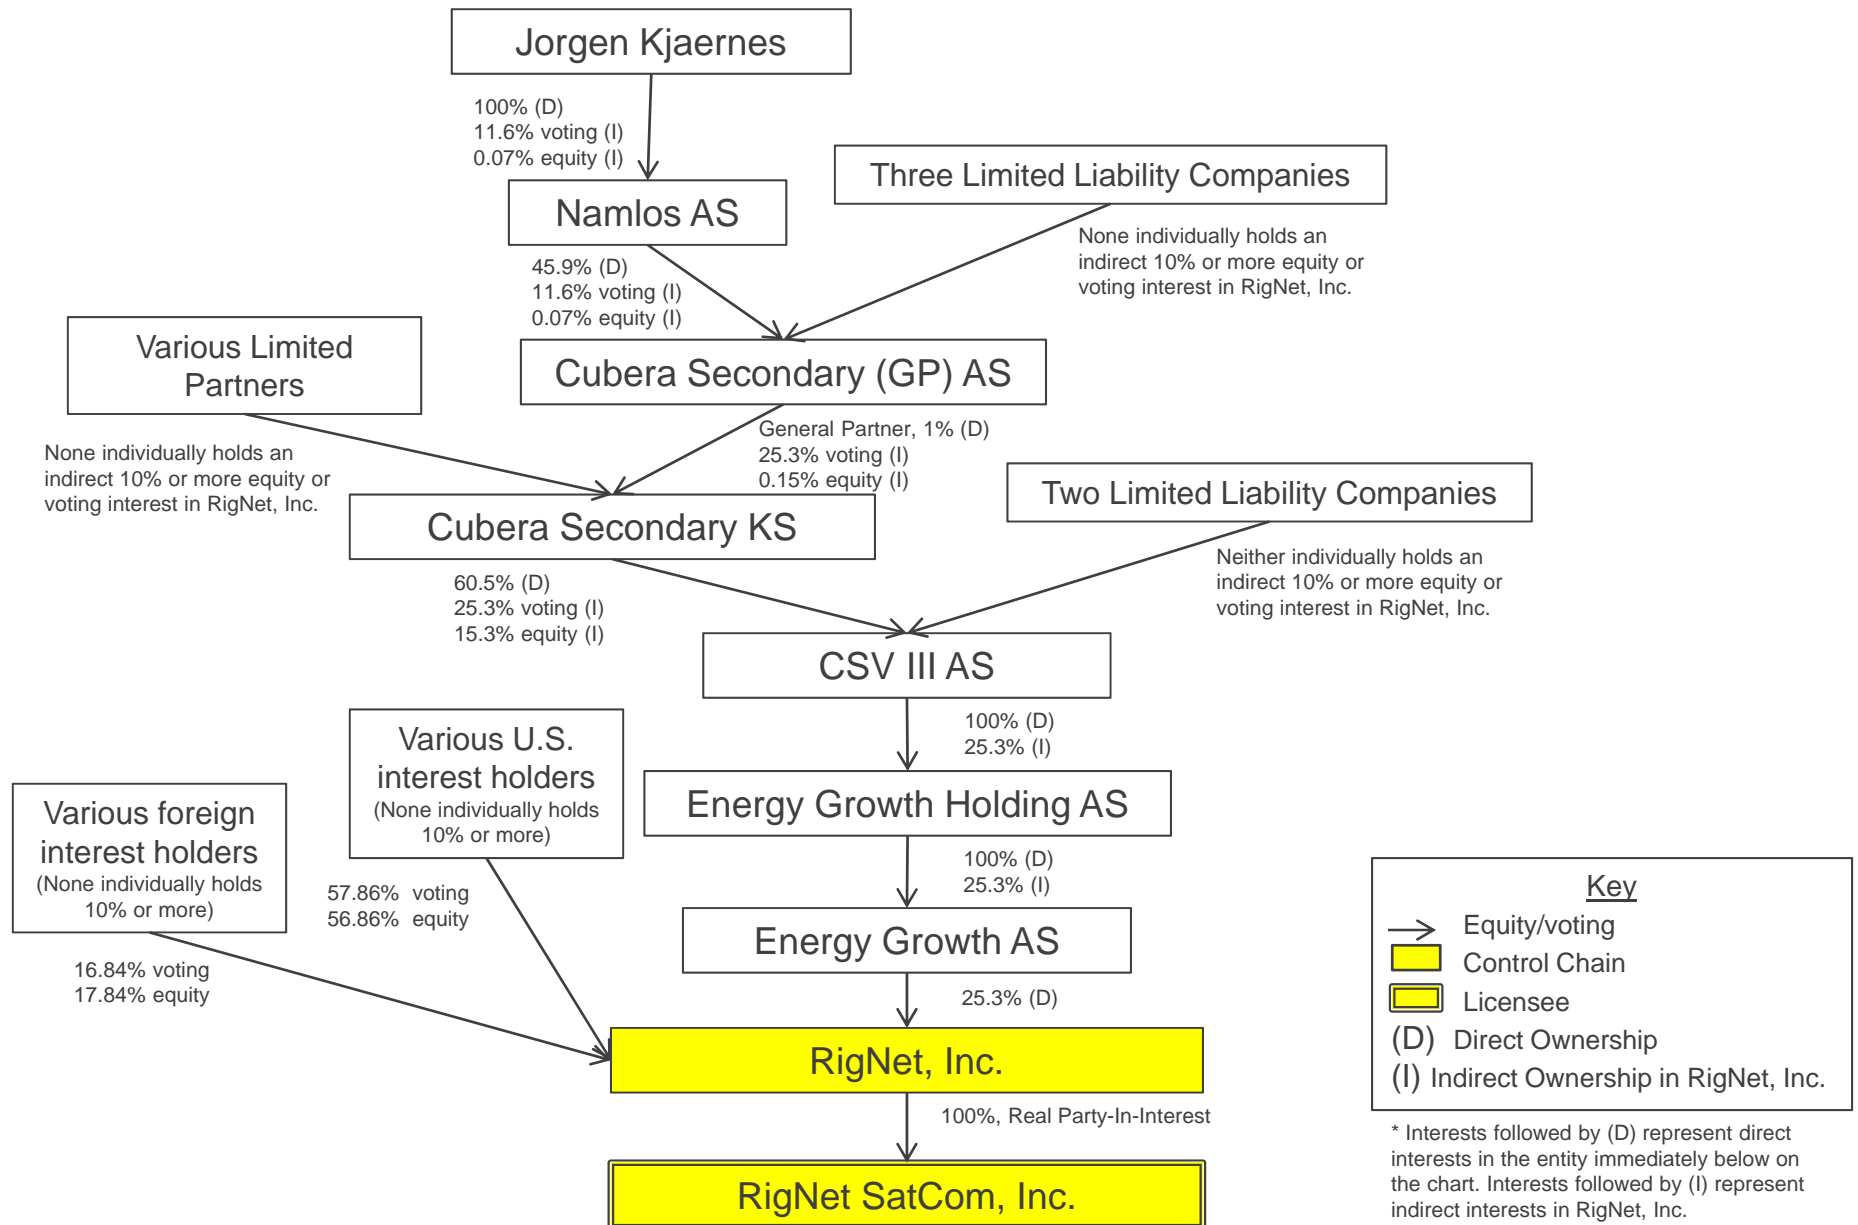 Jorgen Kjaernes
100% (D)
11.6% voting (I)
0.07% equity (I)
Three Limited Liability Companies
Namlos AS
None individually holds an
indirect 10% or more equity or
voting interest in RigNet, Inc.
45.9% (D)
11.6% voting (I)
0.07% equity (I)
Various Limited
Partners
Cubera Secondary (GP) AS
None individually holds an
indirect 10% or more equity or
voting interest in RigNet, Inc.
General Partner, 1% (D)
25.3% voting (I)
0.15% equity (I)
Two Limited Liability Companies
Cubera Secondary KS
Neither individually holds an
indirect 10% or more equity or
voting interest in RigNet, Inc.
60.5% (D)
25.3% voting (I)
15.3% equity (I)
CSV III AS
100% (D)
25.3% (I)
Various U.S.
interest holders
(None individually holds
10% or more)
Energy Growth Holding AS
Various foreign
interest holders
(None individually holds
10% or more)
100% (D)
25.3% (I)
57.86% voting
56.86% equity
Energy Growth AS
16.84% voting
17.84% equity
25.3% (D)
RigNet, Inc.
100%, Real Party-In-Interest
RigNet SatCom, Inc.
Key
Equity/voting
Control Chain
Licensee
(D) Direct Ownership
(I) Indirect Ownership in RigNet, Inc.
* Interests followed by (D) represent direct
interests in the entity immediately below on
the chart. Interests followed by (I) represent
indirect interests in RigNet, Inc.